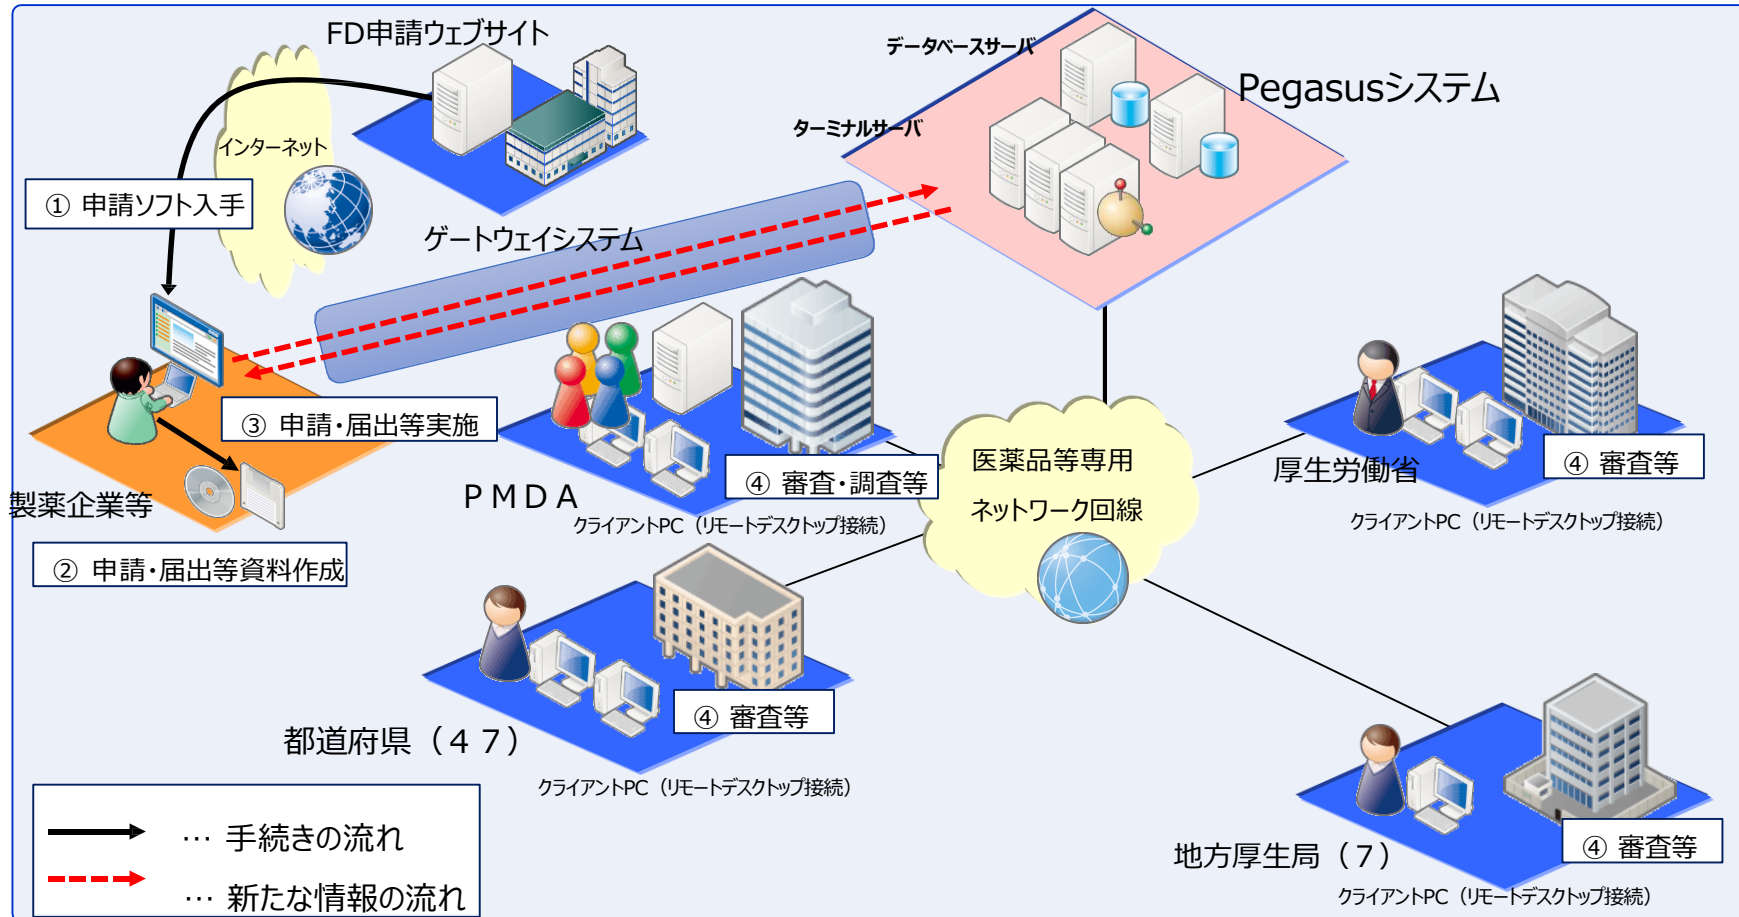 FD申請ウェブサイト
データベースサーバ
Pegasusシステム
ターミナルサーバ
インターネット
① 申請ソフト入手
ゲートウェイシステム
③ 申請・届出等実施
製薬企業等
② 申請・届出等資料作成
PMDA
④ 審査・調査等
クライアントPC（リモートデスクトップ接続）
医薬品等専用
ネットワーク回線
厚生労働省
④ 審査等
クライアントPC（リモートデスクトップ接続）
④ 審査等
都道府県（４７）
クライアントPC（リモートデスクトップ接続）
④ 審査等
地方厚生局（７）
クライアントPC（リモートデスクトップ接続）
… 手続きの流れ
… 新たな情報の流れ